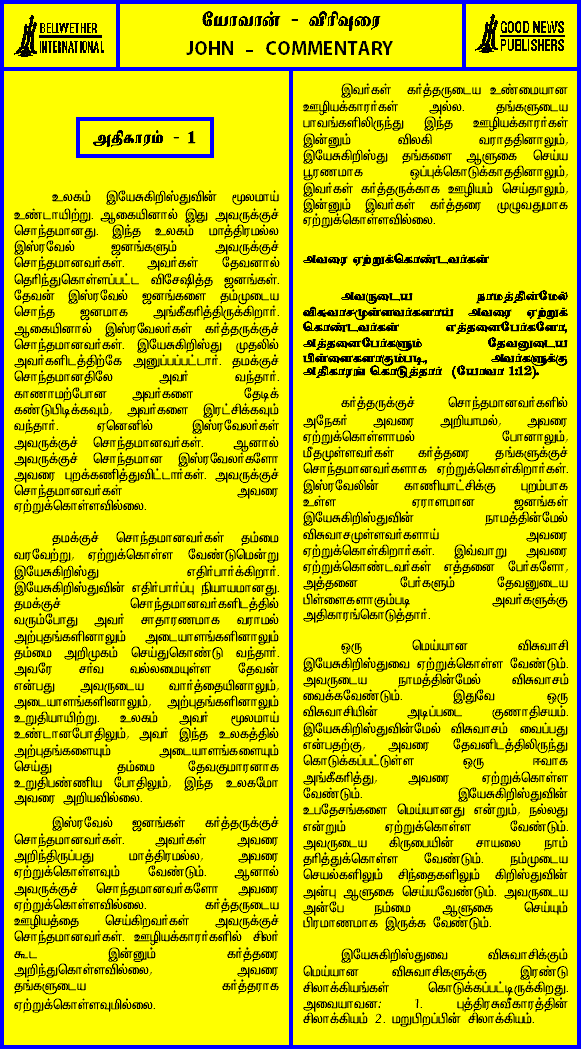 BELWETHER
INTERNATIONAL
யோவான் - விரிவுரை
JOHN - COMMENTARY
GOOD NEWS
PUBLISHERS
அதிகாரம் - 1
உலகம் இயேசுகிறிஸ்துவின் மூலமாய்
உண்டாயிற்று. ஆகையினால் இது அவருக்குச்
சொந்தமானது. இந்த உலகம் மாத்திரமல்ல
இஸ்ரவேல் ஜனங்களும் அவருக்குச்
சொந்தமானவர்கள். அவர்கள் தேவனால்
தெரிந்துகொள்ளப்பட்ட விசேஷித்த ஜனங்கள்.
தேவன் இஸ்ரவேல் ஜனங்களை தம்முடைய
சொந்த ஜனமாக அங்கீகரித்திருக்கிறார்.
ஆகையினால் இஸ்ரவேலர்கள் கர்த்தருக்குச்
சொந்தமானவர்கள். இயேசுகிறிஸ்து முதலில்
அவர்களிடத்திற்கே அனுப்பப்பட்டார். தமக்குச்
சொந்தமானதிலே அவர் வந்தார்.
காணாமற்போன அவர்களை தேடிக்
கண்டுபிடிக்கவும், அவர்களை இரட்சிக்கவும்
வந்தார். ஏனெனில் இஸ்ரவேலர்கள்
அவருக்குச் சொந்தமானவர்கள். ஆனால்
அவருக்குச் சொந்தமான இஸ்ரவேலர்களோ
அவரை புறக்கணித்துவிட்டார்கள். அவருக்குச்
சொந்தமானவர்கள் அவரை
ஏற்றுக்கொள்ளவில்லை.
தமக்குச் சொந்தமானவர்கள் தம்மை
வரவேற்று, ஏற்றுக்கொள்ள வேண்டுமென்று
இயேசுகிறிஸ்து எதிர்பார்க்கிறார்.
இயேசுகிறிஸ்துவின் எதிர்பார்ப்பு நியாயமானது.
தமக்குச் சொந்தமானவர்களிடத்தில்
வரும்போது அவர் சாதாரணமாக வராமல்
அற்புதங்களினாலும் அடையாளங்களினாலும்
தம்மை அறிமுகம் செய்துகொண்டு வந்தார்.
அவரே சர்வ வல்லமையுள்ள தேவன்
என்பது அவருடைய வார்த்தையினாலும்,
அடையாளங்களினாலும், அற்புதங்களினாலும்
உறுதியாயிற்று. உலகம் அவர் மூலமாய்
உண்டானபோதிலும், அவர் இந்த உலகத்தில்
அற்புதங்களையும் அடையாளங்களையும்
செய்து தம்மை தேவகுமாரனாக
உறுதிபண்ணிய போதிலும், இந்த உலகமோ
அவரை அறியவில்லை.
இஸ்ரவேல் ஜனங்கள் கர்த்தருக்குச்
சொந்தமானவர்கள். அவர்கள் அவரை
அறிந்திருப்பது மாத்திரமல்ல, அவரை
ஏற்றுக்கொள்ளவும் வேண்டும். ஆனால்
அவருக்குச் சொந்தமானவர்களோ அவரை
ஏற்றுக்கொள்ளவில்லை. கர்த்தருடைய
ஊழியத்தை செய்கிறவர்கள் அவருக்குச்
சொந்தமானவர்கள். ஊழியக்காரர்களில் சிலர்
கூட இன்னும் கர்த்தரை
அறிந்துகொள்ளவில்லை, அவரை
தங்களுடைய கர்த்தராக
ஏற்றுக்கொள்ளவுமில்லை.
இவர்கள் கர்த்தருடைய உண்மையான
ஊழியக்காரர்கள் அல்ல. தங்களுடைய
பாவங்களிலிருந்து இந்த ஊழியக்காரர்கள்
இன்னும் விலகி வராததினாலும்,
இயேசுகிறிஸ்து தங்களை ஆளுகை செய்ய
பூரணமாக ஒப்புக்கொடுக்காததினாலும்,
இவர்கள் கர்த்தருக்காக ஊழியம் செய்தாலும்,
இன்னும் இவர்கள் கர்த்தரை முழுவதுமாக
ஏற்றுக்கொள்ளவில்லை.
அவரை ஏற்றுக்கொண்டவர்கள்
அவருடைய நாமத்தின்மேல்
விசுவாசமுள்ளவர்களாய் அவரை ஏற்றுக்
கொண்டவர்கள் எத்தனைபேர்களோ,
அத்தனைபேர்களும் தேவனுடைய
பிள்ளைகளாகும்படி, அவர்களுக்கு
அதிகாரங் கொடுத்தார் (யோவா 1:12).
கர்த்தருக்குச் சொந்தமானவர்களில்
அநேகர் அவரை அறியாமல், அவரை
ஏற்றுக்கொள்ளாமல் போனாலும்,
மீதமுள்ளவர்கள் கர்த்தரை தங்களுக்குச்
சொந்தமானவர்களாக ஏற்றுக்கொள்கிறார்கள்.
இஸ்ரவேலின் காணியாட்சிக்கு புறம்பாக
உள்ள ஏராளமான ஜனங்கள்
இயேசுகிறிஸ்துவின் நாமத்தின்மேல்
விசுவாசமுள்ளவர்களாய் அவரை
ஏற்றுக்கொள்கிறார்கள். இவ்வாறு அவரை
ஏற்றுக்கொண்டவர்கள் எத்தனை பேர்களோ,
அத்தனை பேர்களும் தேவனுடைய
பிள்ளைகளாகும்படி அவர்களுக்கு
அதிகாரங்கொடுத்தார்.
ஒரு மெய்யான விசுவாசி
இயேசுகிறிஸ்துவை ஏற்றுக்கொள்ள வேண்டும்.
அவருடைய நாமத்தின்மேல் விசுவாசம்
வைக்கவேண்டும். இதுவே ஒரு
விசுவாசியின் அடிப்படை குணாதிசயம்.
இயேசுகிறிஸ்துவின்மேல் விசுவாசம் வைப்பது
என்பதற்கு, அவரை தேவனிடத்திலிருந்து
கொடுக்கப்பட்டுள்ள ஒரு ஈவாக
அங்கீகரித்து, அவரை ஏற்றுக்கொள்ள
வேண்டும். இயேசுகிறிஸ்துவின்
உபதேசங்களை மெய்யானது என்றும், நல்லது
என்றும் ஏற்றுக்கொள்ள வேண்டும்.
அவருடைய கிருபையின் சாயலை நாம்
தரித்துக்கொள்ள வேண்டும். நம்முடைய
செயல்களிலும் சிந்தைகளிலும் கிறிஸ்துவின்
அன்பு ஆளுகை செய்யவேண்டும். அவருடைய
அன்பே நம்மை ஆளுகை செய்யும்
பிரமாணமாக இருக்க வேண்டும்.
இயேசுகிறிஸ்துவை விசுவாசிக்கும்
மெய்யான விசுவாசிகளுக்கு இரண்டு
சிலாக்கியங்கள் கொடுக்கப்பட்டிருக்கிறது.
அவையாவன: 1. புத்திரசுவீகாரத்தின்
சிலாக்கியம் 2. மறுபிறப்பின் சிலாக்கியம்.